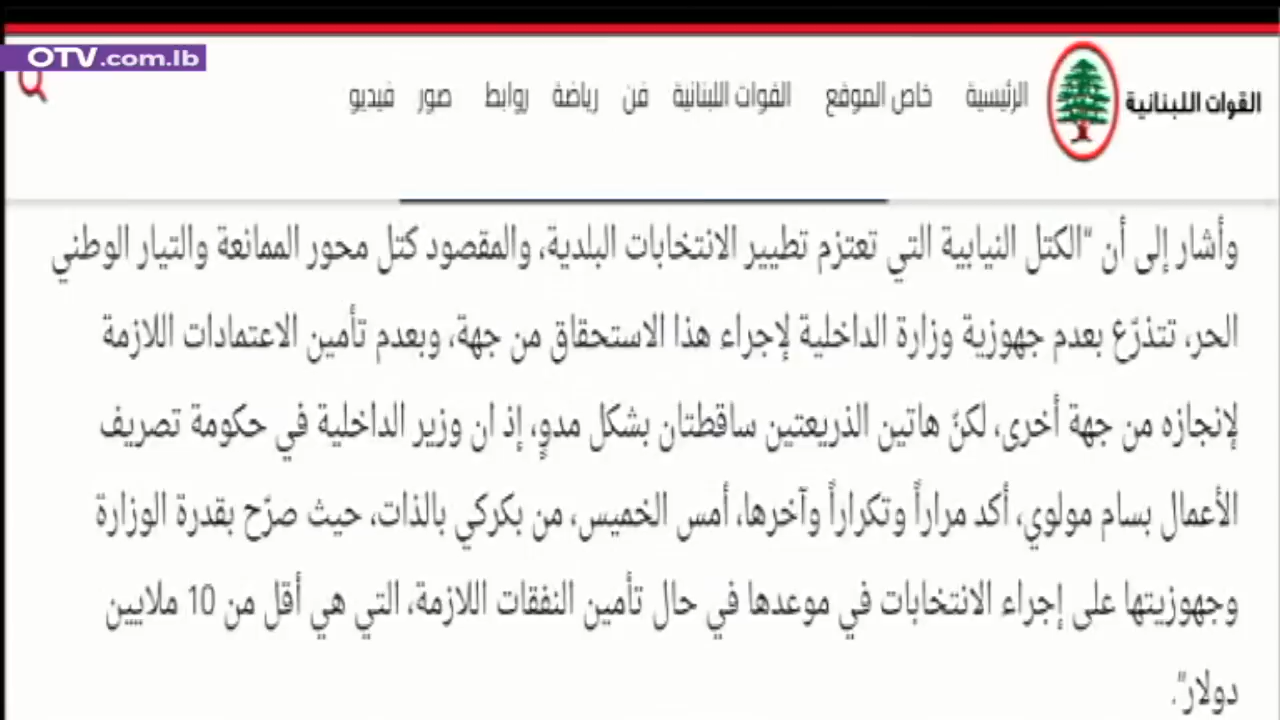 OTV.com.lb
القوات اللبنانية
الرئيسية خاص الموقع القوات اللبنانية فن رياضة روابط صور فيديو
وأشار إلى أن “الكتل النيابية التي تعتزم تطيير الانتخابات البلدية، والمقصود كتل محور الممانعة والتيار الوطني
الحر، تتذرّع بعدم جهوزية وزارة الداخلية لإجراء هذا الاستحقاق من جهة، وبعدم تأمين الاعتمادات اللازمة
لإنجازه من جهة أخرى، لكنّ هاتين الذريعتين ساقطتان بشكل مدوٍ، إذ ان وزير الداخلية في حكومة تصريف
الأعمال بسام مولوي، أكد مراراً وتكراراً وآخرها، أمس الخميس، من بكركي بالذات، حيث صرّح بقدرة الوزارة
وجهوزيتها على إجراء الانتخابات في موعدها في حال تأمين النفقات اللازمة، التي هي أقل من 10 ملايين
دولار”.